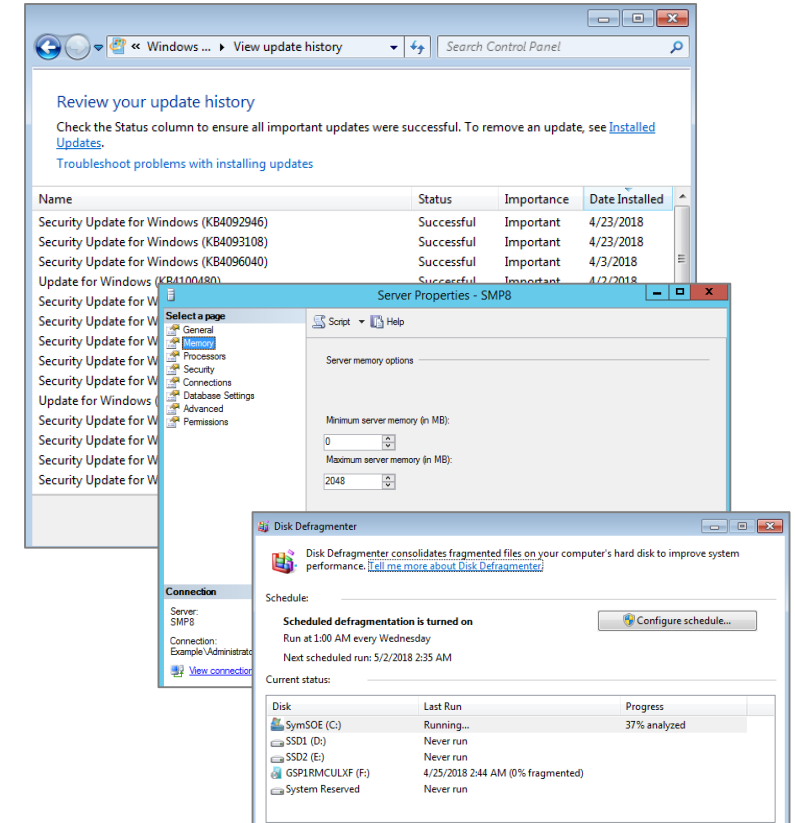 Windows ... View update history
Search Control Panel
Review your update history
Check the Status column to ensure all important updates were successful. To remove an update, see Installed
Updates.
Troubleshoot problems with installing updates
Name Status Importance Date Installed
Security Update for Windows (KB4092946) Successful Important 4/23/2018
Security Update for Windows (KB4093108) Successful Important 4/23/2018
Security Update for Windows (KB4096040) Successful Important 4/3/2018
Update for Windows (KB4100480) Successful Important 4/2/2018
Security Update for W
Security Update for W
Security Update for W
Security Update for W
Security Update for W
Update for Windows (
Security Update for W
Security Update for W
Security Update for W
Security Update for W
Server Properties - SMP8
Select a page
General
Memory
Processors
Security
Connections
Database Settings
Advanced
Permissions
Script Help
Server memory options
Minimum server memory (in MB):
0
Maximum server memory (in MB):
2048
Connection
Server:
SMP8
Connection:
Example\Administrato
View connection
Disk Defragmenter
Disk Defragmenter consolidates fragmented files on your computer's hard disk to improve system
performance. Tell me more about Disk Defragmenter.
Schedule:
Scheduled defragmentation is turned on
Configure schedule...
Run at 1:00 AM every Wednesday
Next scheduled run: 5/2/2018 2:35 AM
Current status:
Disk Last Run Progress
SymSOE (C:) Running... 37% analyzed
SSD1 (D:) Never run
SSD2 (E:) Never run
GSP1RMCULXF (F:) 4/25/2018 2:44 AM (0% fragmented)
System Reserved Never run